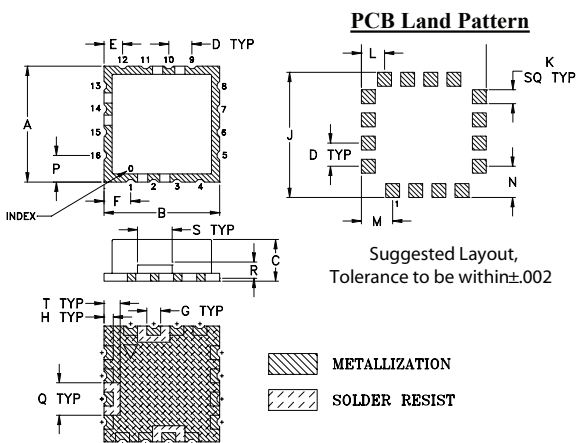 PCB Land Pattern
E
D TYP
12 11 10 9
13
14
15
16
8
7
6
5
A
P
0
1 2 3 4
F
B
INDEX
L
K
SQ TYP
J
D TYP
N
1
M
S TYP
R
C
Suggested Layout,
Tolerance to be within±.002
T TYP
H TYP
G TYP
Q TYP
METALLIZATION
SOLDER RESIST